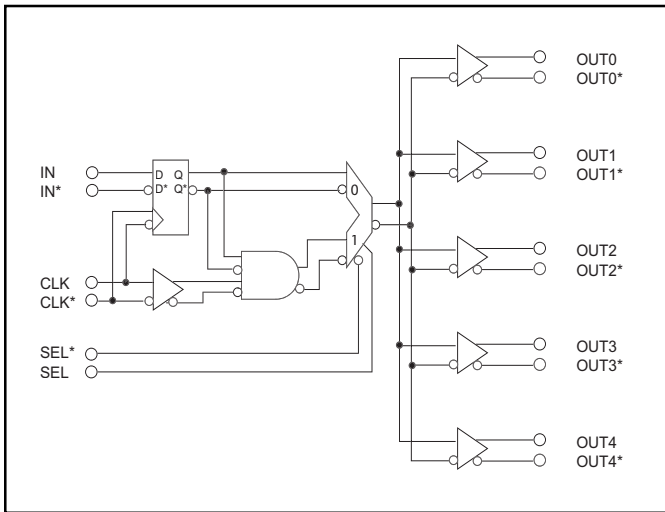 OUT0
OUT0*
OUT1
OUT1*
IN
IN*
D Q
D* Q*
0
1
OUT2
OUT2*
CLK
CLK*
SEL*
SEL
OUT3
OUT3*
OUT4
OUT4*